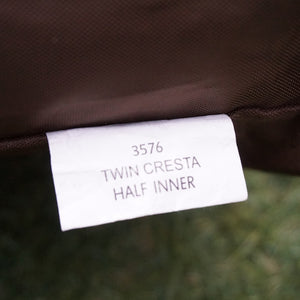 3576
TWIN CRESTA
HALF INNER